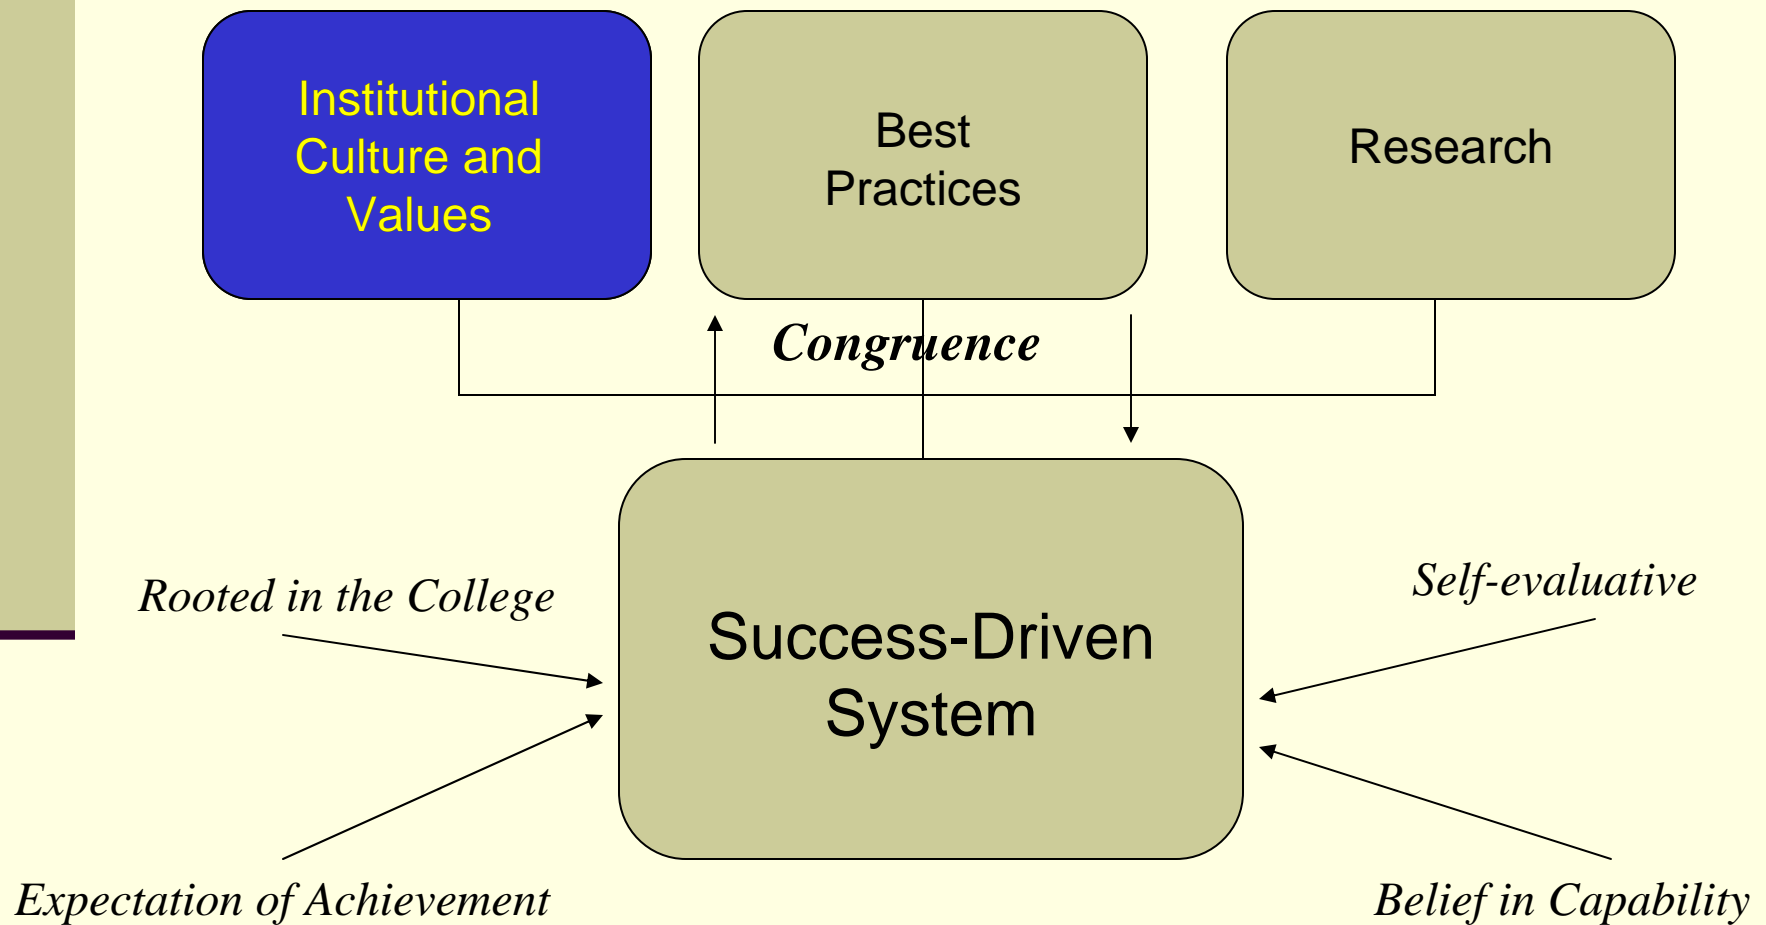 Institutional
Culture and
Values
Best
Practices
Research
Congruence
Rooted in the College
Self-evaluative
Success-Driven
System
Expectation of Achievement
Belief in Capability